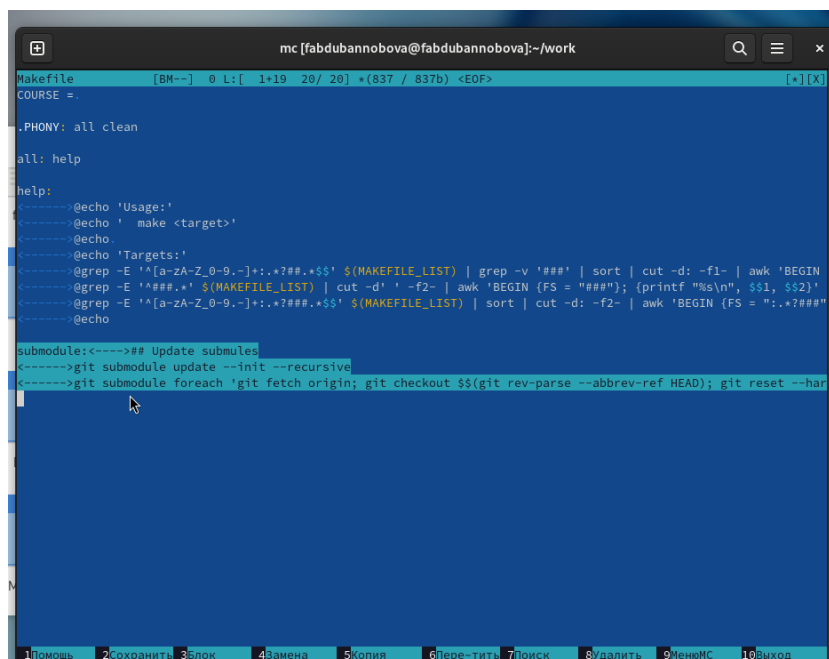 mc [fabdubannobova@fabdubannobova]:~/work
Makefile [BM--] 0 L:[ 1+19 20/ 20] *(837 / 837b) <EOF> [*][X]
COURSE =.
.PHONY: all clean
all: help
help:
<------>@echo 'Usage:'
<------>@echo ' make <target>'
<------>@echo.
<------>@echo 'Targets:'
<------>@grep -E '^[a-zA-Z_0-9.-]+:.*?##.*$$' $(MAKEFILE_LIST) | grep -v '###' | sort | cut -d: -f1- | awk 'BEGIN
<------>@grep -E '^###.*' $(MAKEFILE_LIST) | cut -d' ' -f2- | awk 'BEGIN {FS = "###"}; {printf "%s\n", $$1, $$2}'
<------>@grep -E '^[a-zA-Z_0-9.-]+:.*?###.*$$' $(MAKEFILE_LIST) | sort | cut -d: -f2- | awk 'BEGIN {FS = ":.*?###"
<------>@echo
submodule:<---->## Update submules
<------>git submodule update --init --recursive
<------>git submodule foreach 'git fetch origin; git checkout $$(git rev-parse --abbrev-ref HEAD); git reset --har
1Помощь 2Сохранить 3Блок 4Замена 5Копия 6Пере~тить 7Поиск 8Удалить 9МенюМС 10Выход